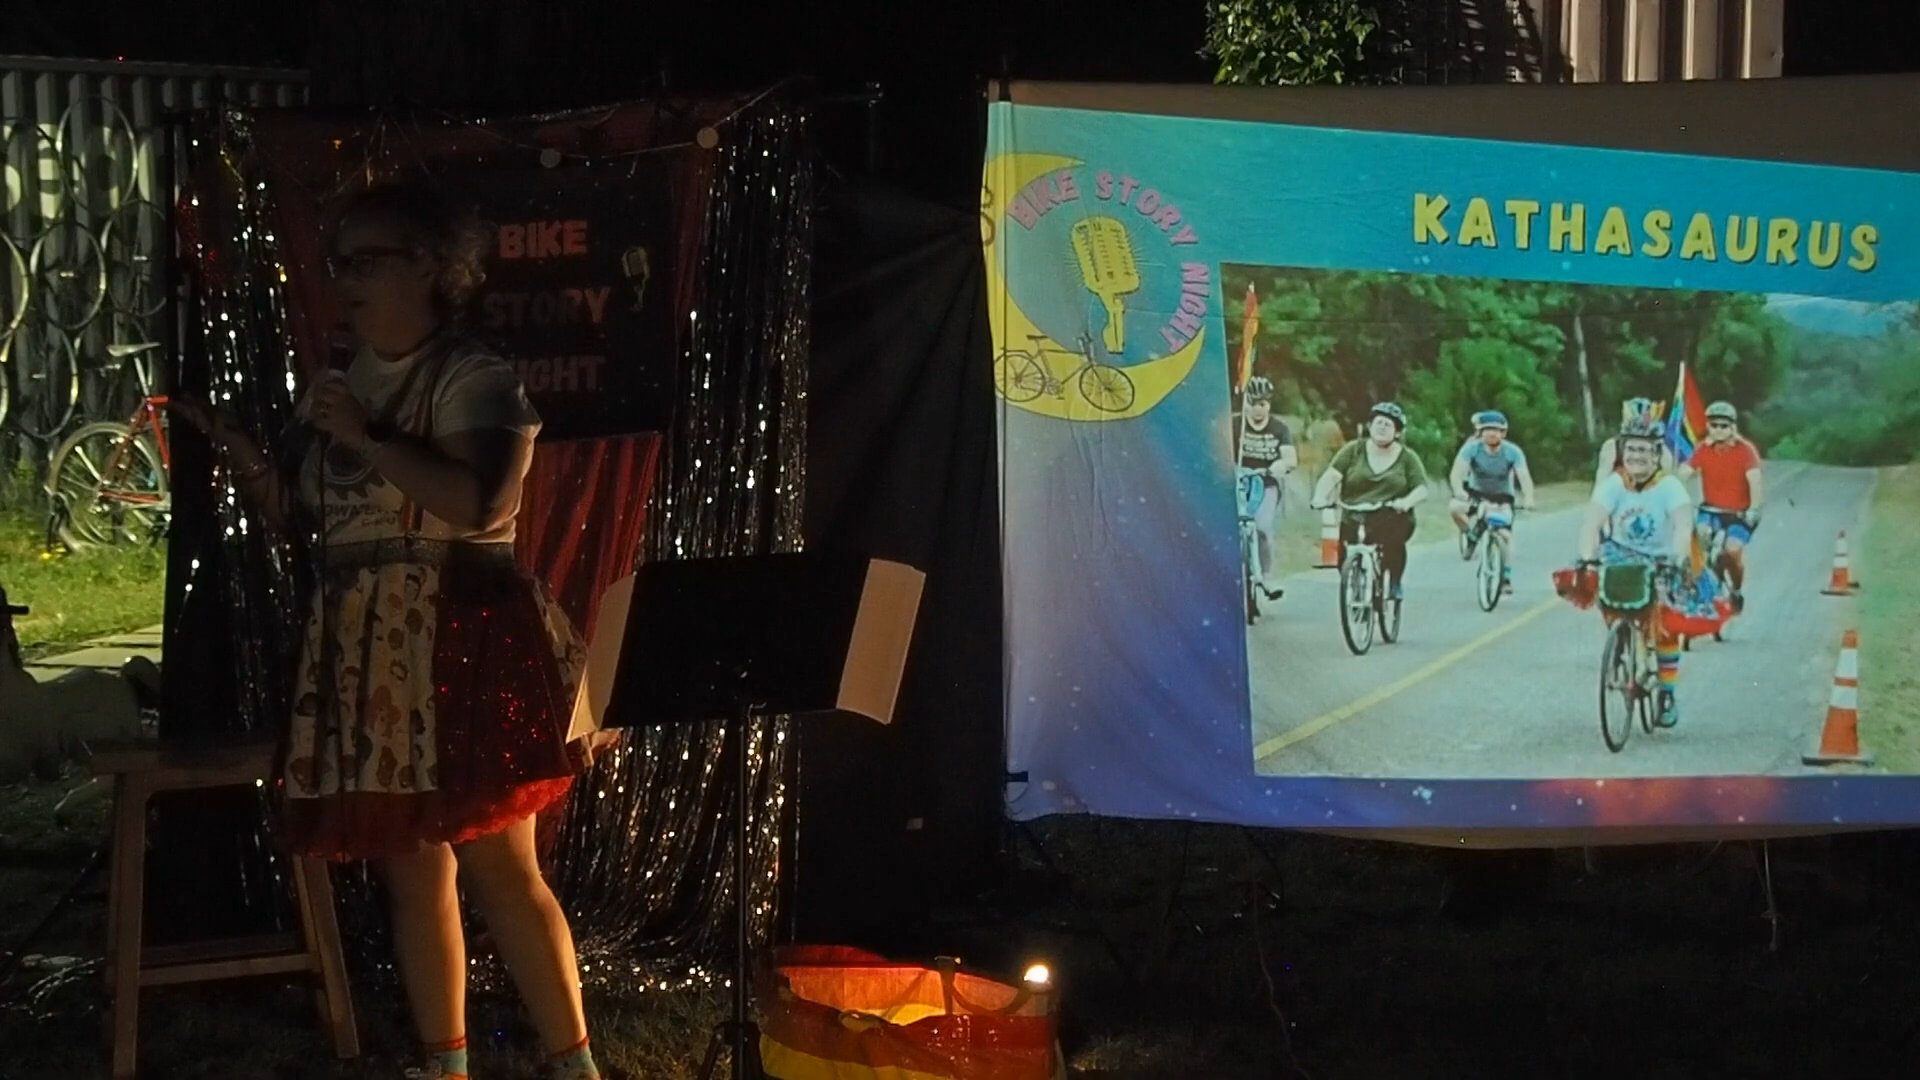 BIKE
STORY
NIGHT
BIKE STORY NIGHT
KATHASAURUS